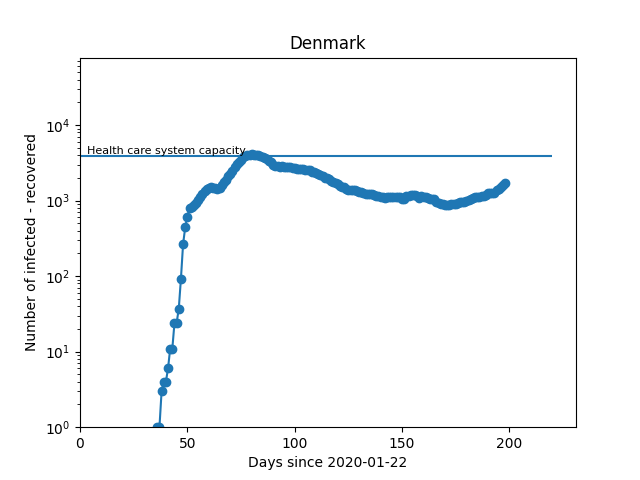 Denmark
Number of infected - recovered
10^4
10^3
10^2
10^1
10^0
Health care system capacity
0 50 100 150 200
Days since 2020-01-22